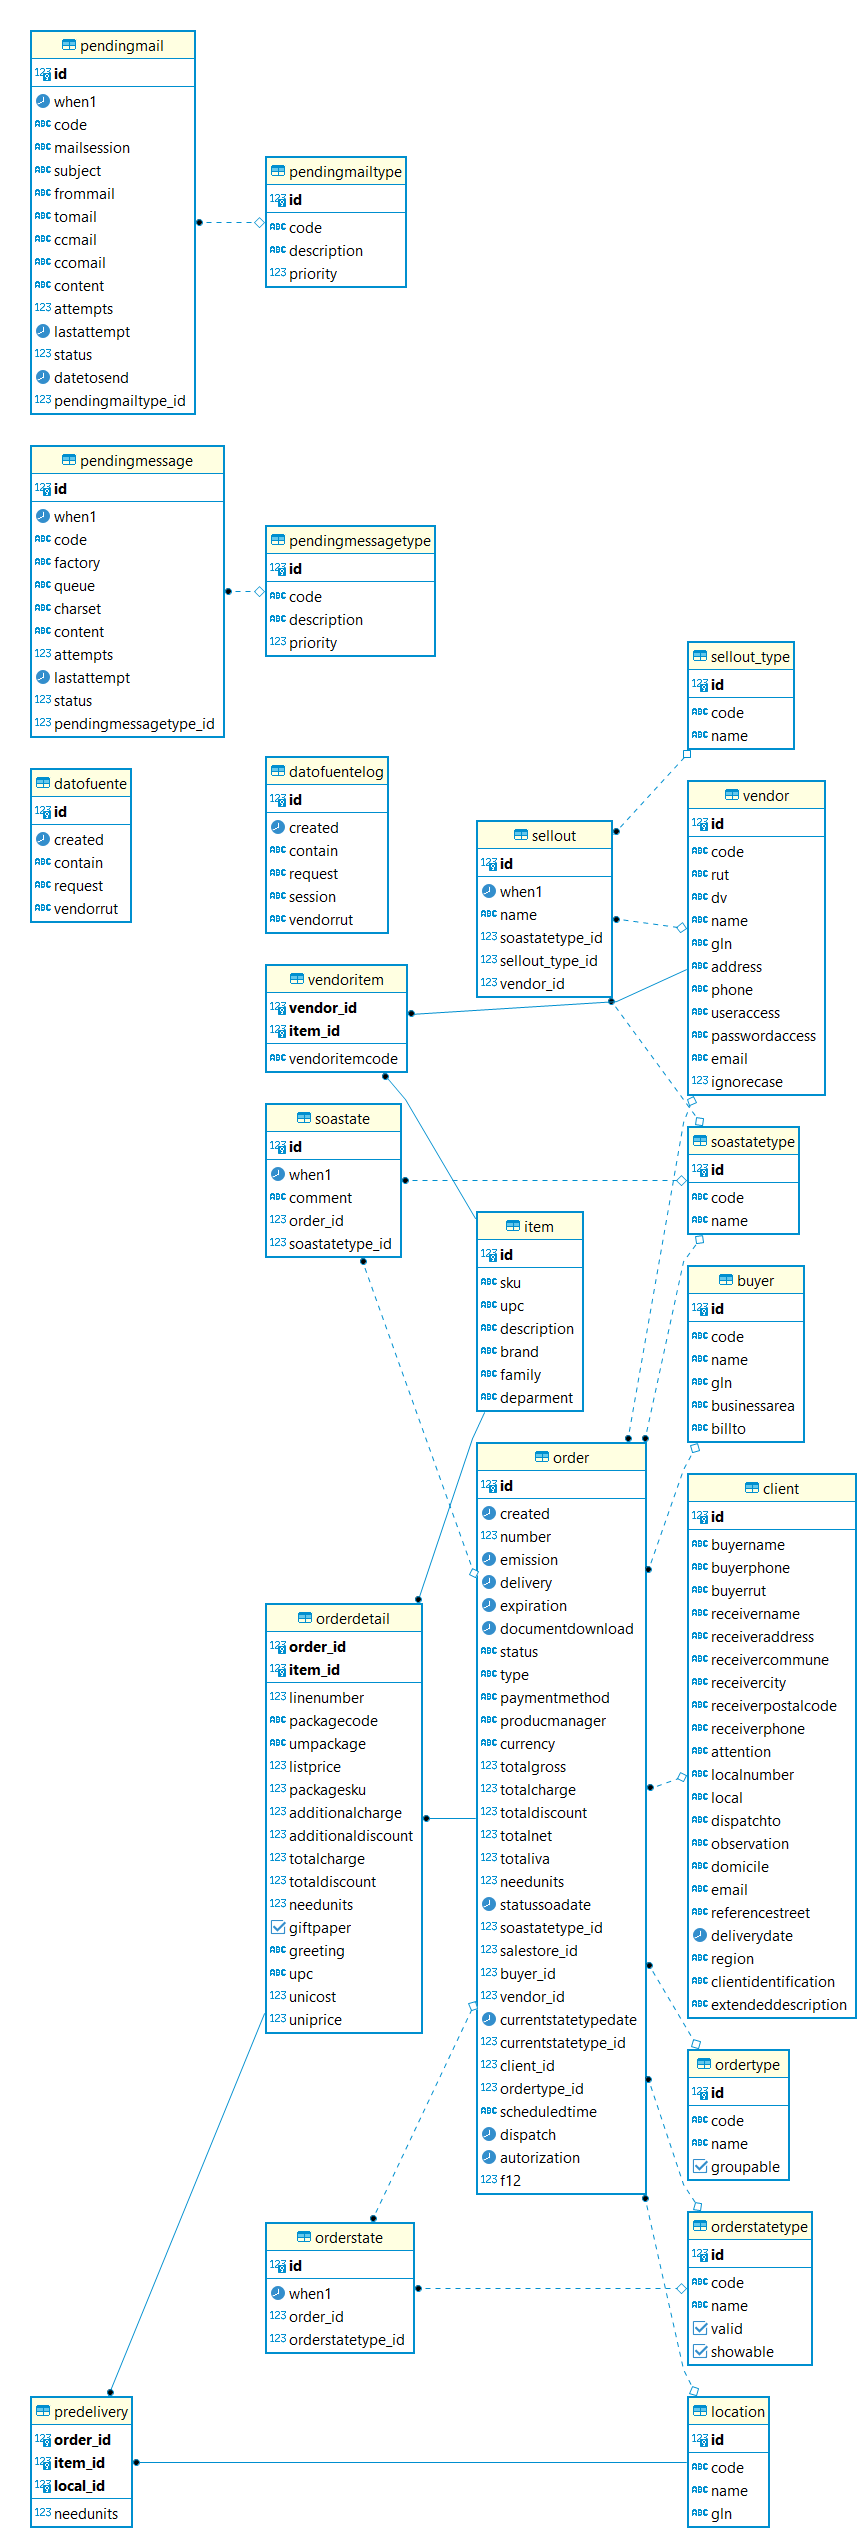 pendingmail
id
when1
code
mailsession
subject
frommail
tomail
ccmail
ccomail
content
attempts
lastattempt
status
datetosend
pendingmailtype_id
pendingmailtype
id
code
description
priority
pendingmessage
id
when1
code
factory
queue
charset
content
attempts
lastattempt
status
pendingmessagetype_id
pendingmessagetype
id
code
description
priority
sellout_type
id
code
name
datofuente
id
created
contain
request
vendorrut
datofuentelog
id
created
contain
request
session
vendorrut
sellout
id
when1
name
soastatetype_id
sellout_type_id
vendor_id
vendor
id
code
rut
dv
name
gln
address
phone
useraccess
passwordaccess
email
ignorecase
vendoritem
vendor_id
item_id
vendoritemcode
soastate
id
when1
comment
order_id
soastatetype_id
soastatetype
id
code
name
item
id
sku
upc
description
brand
family
deparment
buyer
id
code
name
gln
businessarea
billto
order
id
created
number
emission
delivery
expiration
documentdownload
status
type
paymentmethod
producmanager
currency
totalgross
totalcharge
totaldiscount
totalnet
totaliva
needunits
statussoadate
soastatetype_id
salestore_id
buyer_id
vendor_id
currentstatetypedate
currentstatetype_id
client_id
ordertype_id
scheduledtime
dispatch
autorization
f12
client
id
buyername
buyerphone
buyerrut
receivername
receiveraddress
receivercommune
receivercity
receiverpostalcode
receiverphone
attention
localnumber
local
dispatchto
observation
domicile
email
referencestreet
deliverydate
region
clientidentification
extendeddescription
orderdetail
order_id
item_id
linenumber
packagecode
umpackage
listprice
packagesku
additionalcharge
additionaldiscount
totalcharge
totaldiscount
needunits
giftpaper
greeting
upc
unicost
uniprice
ordertype
id
code
name
groupable
orderstate
id
when1
order_id
orderstatetype_id
orderstatetype
id
code
name
valid
showable
predelivery
order_id
item_id
local_id
needunits
location
id
code
name
gln